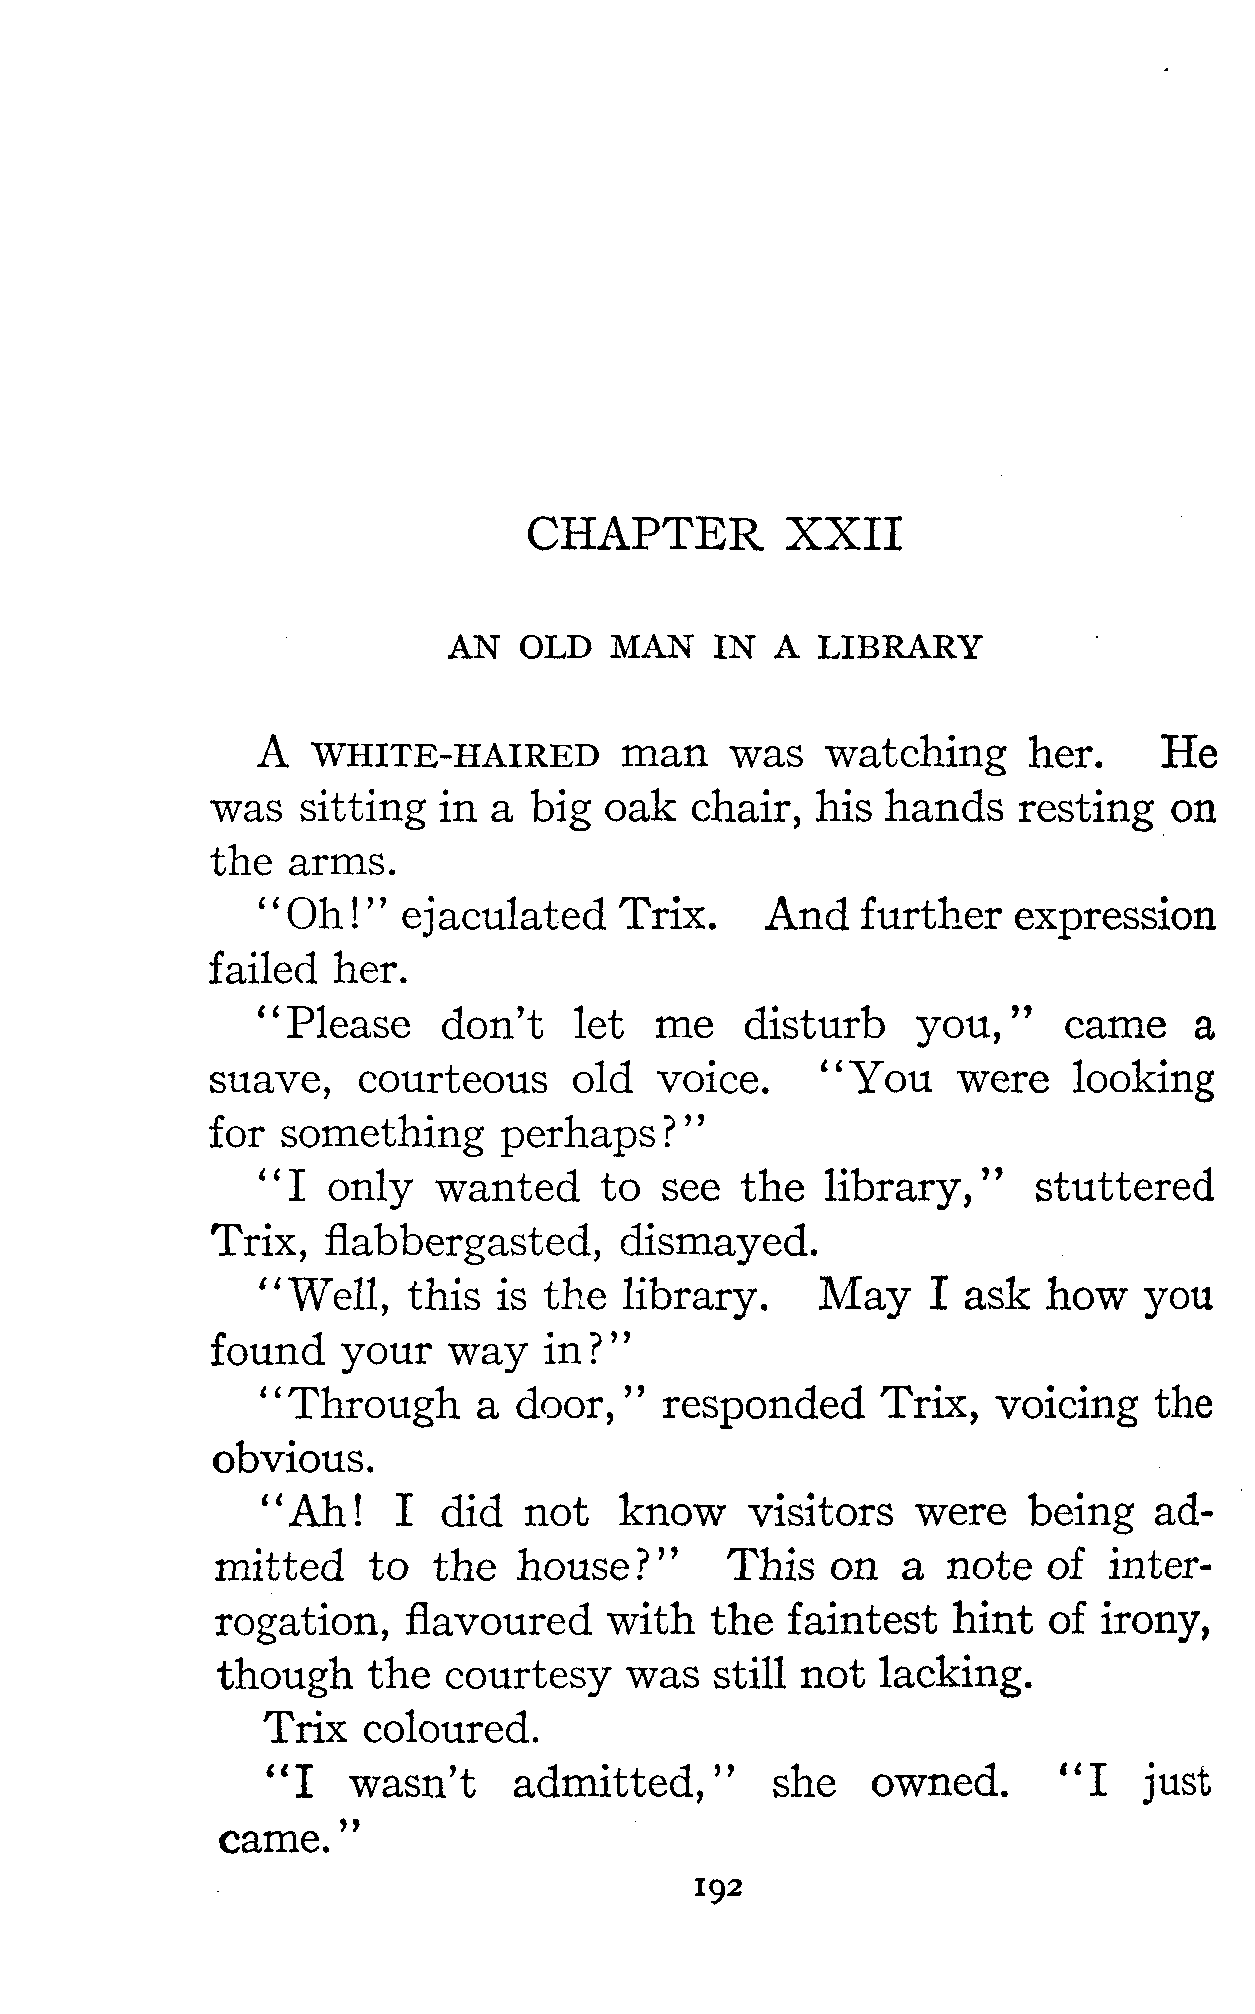 CHAPTER XXII
AN OLD MAN IN A LIBRARY
A WHITE-HAIRED man was watching her. He
was sitting in a big oak chair, his hands resting on
the arms.
"Oh!" ejaculated Trix. And further expression
failed her.
"Please don't let me disturb you," came a
suave, courteous old voice. "You were looking
for something perhaps?"
"I only wanted to see the library," stuttered
Trix, flabbergasted, dismayed.
"Well, this is the library. May I ask how you
found your way in?"
"Through a door," responded Trix, voicing the
obvious.
"Ah! I did not know visitors were being ad-
mitted to the house?" This on a note of inter-
rogation, flavoured with the faintest hint of irony,
though the courtesy was still not lacking.
Trix coloured.
"I wasn't admitted," she owned. "I just
came."
192